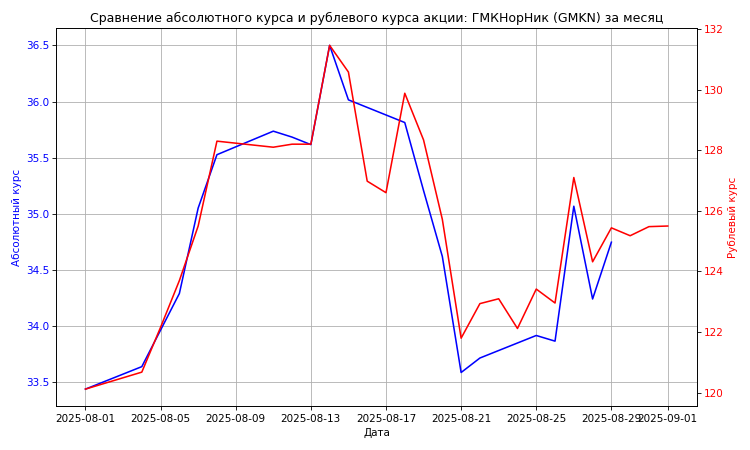 Сравнение абсолютного курса и рублевого курса акции: ГМКНорНик (GMKN) за месяц
Абсолютный курс
36.5
36.0
35.5
35.0
34.5
34.0
33.5
132
130
128
126
124
122
120
Рублевый курс
2025-08-01 2025-08-05 2025-08-09 2025-08-13 2025-08-17 2025-08-21 2025-08-25 2025-08-29 2025-09-01
Дата